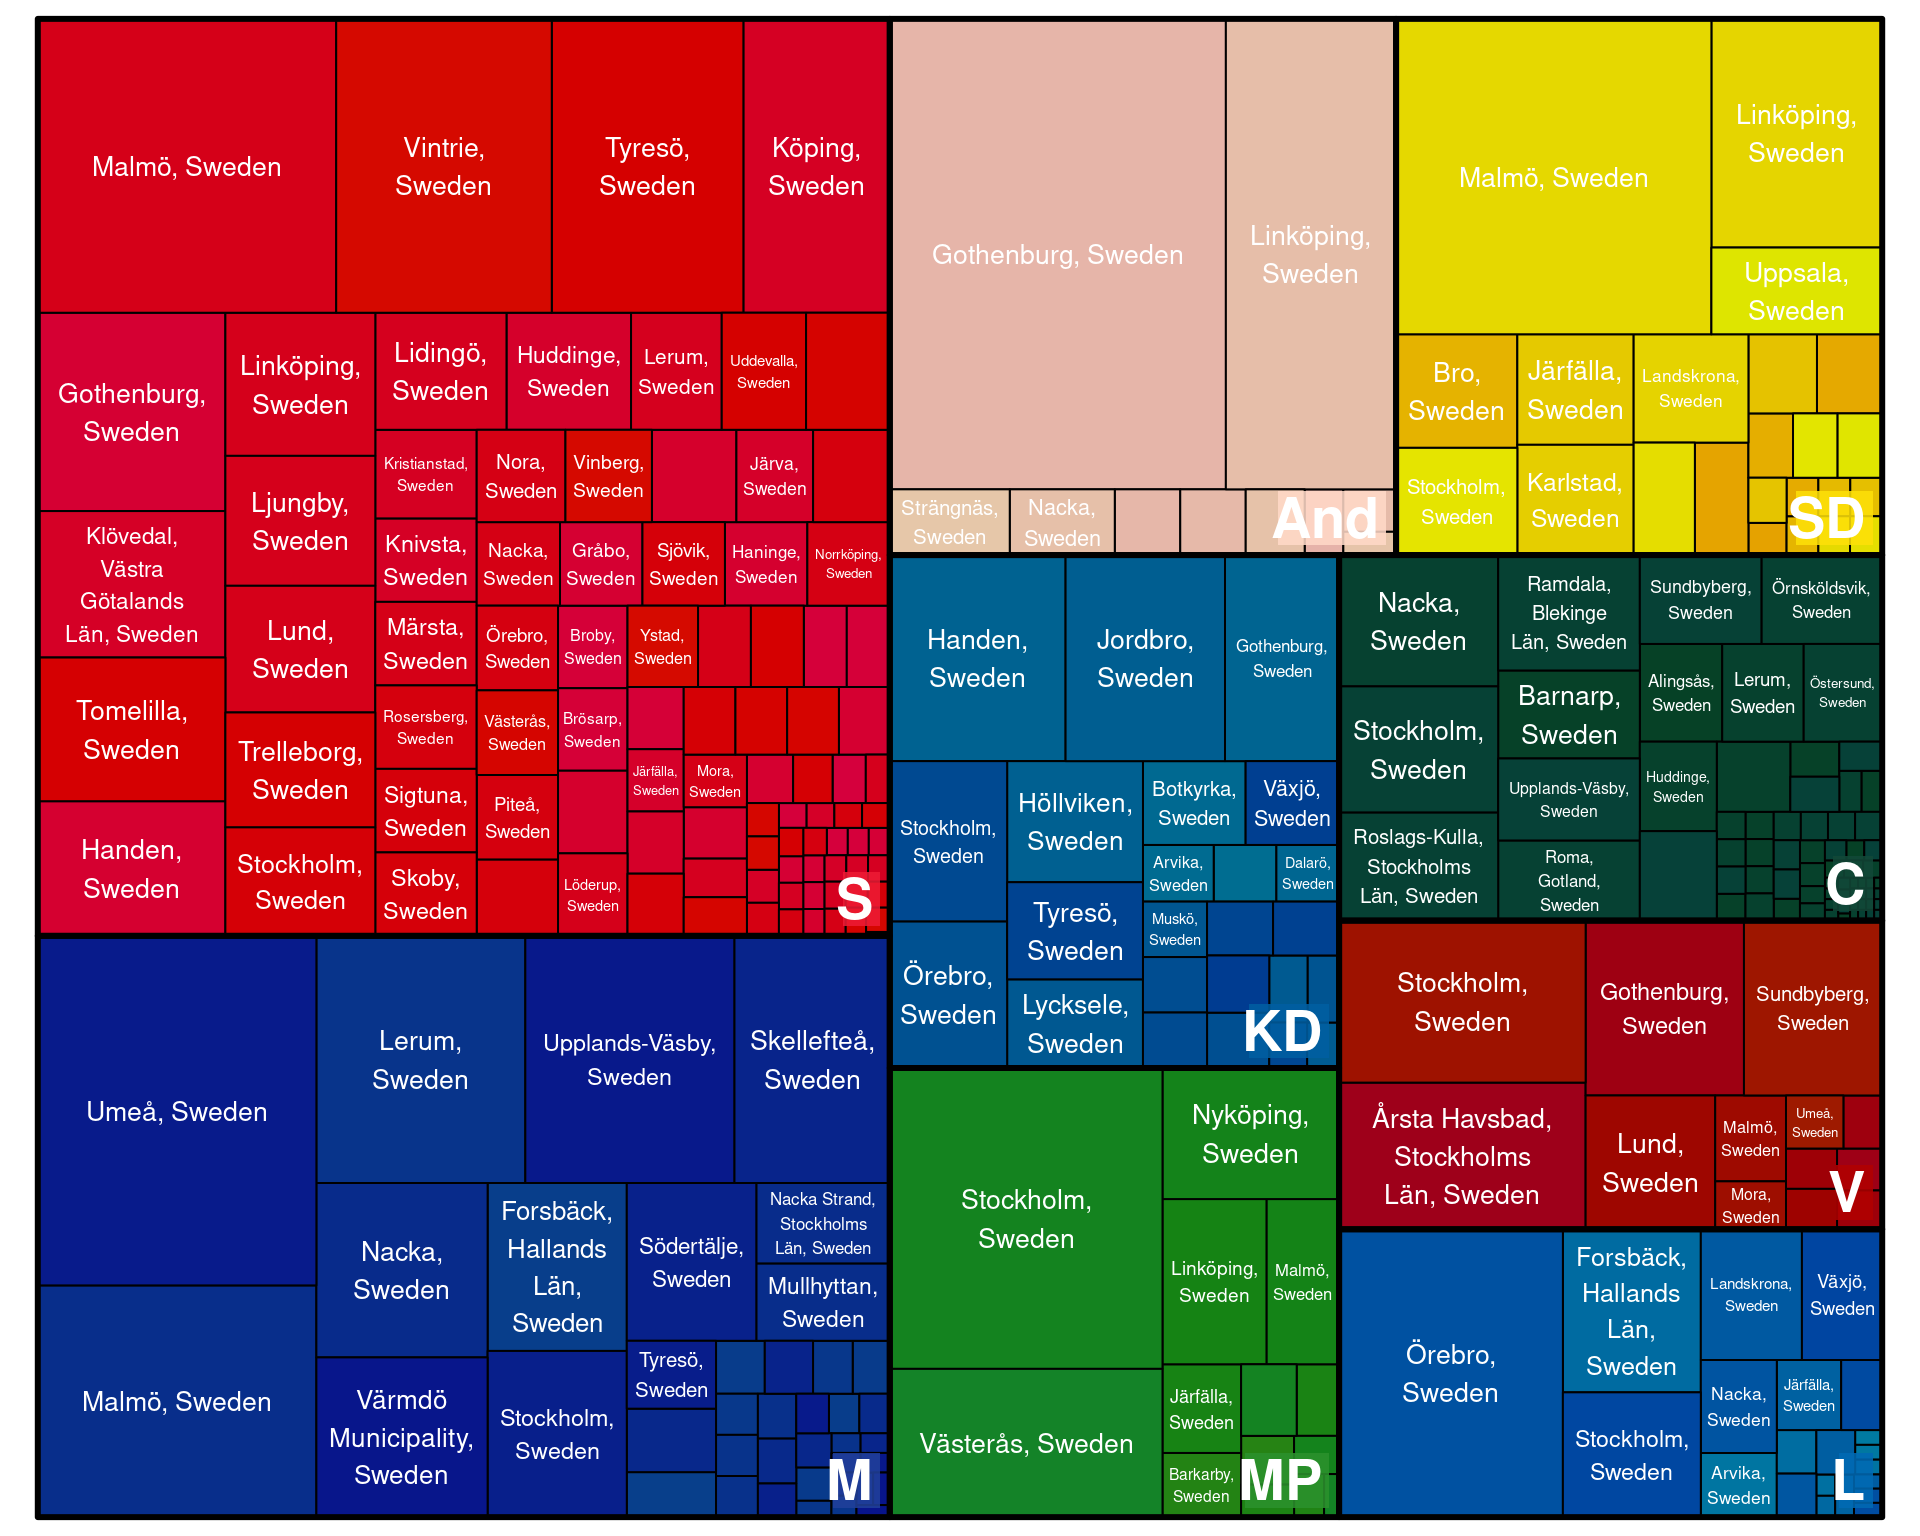 Malmö, Sweden
Vintrie,
Sweden
Tyresö,
Sweden
Köping,
Sweden
Gothenburg,
Sweden
Klövedal,
Västra
Götalands
Län, Sweden
Tomelilla,
Sweden
Handen,
Sweden
Linköping,
Sweden
Ljungby,
Sweden
Lund,
Sweden
Trelleborg,
Sweden
Stockholm,
Sweden
Lidingö,
Sweden
Huddinge,
Sweden
Lerum,
Sweden
Uddevalla,
Sweden
Kristianstad,
Sweden
Nora,
Sweden
Vinberg,
Sweden
Järva,
Sweden
Knivsta,
Sweden
Nacka,
Sweden
Gråbo,
Sweden
Sjövik,
Sweden
Haninge,
Sweden
Norrköping,
Sweden
Märsta,
Sweden
Örebro,
Sweden
Broby,
Sweden
Ystad,
Sweden
Rosersberg,
Sweden
Västerås,
Sweden
Brösarp,
Sweden
Järfälla,
Sweden
Mora,
Sweden
Sigtuna,
Sweden
Piteå,
Sweden
Skoby,
Sweden
Löderup,
Sweden
S
Gothenburg, Sweden
Linköping,
Sweden
Strängnäs,
Sweden
Nacka,
Sweden
And
Malmö, Sweden
Linköping,
Sweden
Uppsala,
Sweden
Bro,
Sweden
Järfälla,
Sweden
Landskrona,
Sweden
Stockholm,
Sweden
Karlstad,
Sweden
SD
Handen,
Sweden
Jordbro,
Sweden
Gothenburg,
Sweden
Stockholm,
Sweden
Örebro,
Sweden
Höllviken,
Sweden
Tyresö,
Sweden
Lycksele,
Sweden
Botkyrka,
Sweden
Växjö,
Sweden
Arvika,
Sweden
Dalarö,
Sweden
Muskö,
Sweden
KD
Nacka,
Sweden
Stockholm,
Sweden
Roslags-Kulla,
Stockholms
Län, Sweden
Ramdala,
Blekinge
Län, Sweden
Barnarp,
Sweden
Upplands-Väsby,
Sweden
Roma,
Gotland,
Sweden
Sundbyberg,
Sweden
Örnsköldsvik,
Sweden
Alingsås,
Sweden
Lerum,
Sweden
Östersund,
Sweden
Huddinge,
Sweden
C
Umeå, Sweden
Malmö, Sweden
Lerum,
Sweden
Upplands-Väsby,
Sweden
Skellefteå,
Sweden
Nacka,
Sweden
Värmdö
Municipality,
Sweden
Forsbäck,
Hallands
Län,
Sweden
Stockholm,
Sweden
Södertälje,
Sweden
Nacka Strand,
Stockholms
Län, Sweden
Mullhyttan,
Sweden
Tyresö,
Sweden
M
Stockholm,
Sweden
Västerås, Sweden
Nyköping,
Sweden
Linköping,
Sweden
Malmö,
Sweden
Järfälla,
Sweden
Barkarby,
Sweden
MP
Stockholm,
Sweden
Årsta Havsbad,
Stockholms
Län, Sweden
Gothenburg,
Sweden
Sundbyberg,
Sweden
Lund,
Sweden
Malmö,
Sweden
Mora,
Sweden
Umeå,
Sweden
V
Örebro,
Sweden
Forsbäck,
Hallands
Län,
Sweden
Stockholm,
Sweden
Landskrona,
Sweden
Växjö,
Sweden
Nacka,
Sweden
Järfälla,
Sweden
Arvika,
Sweden
L